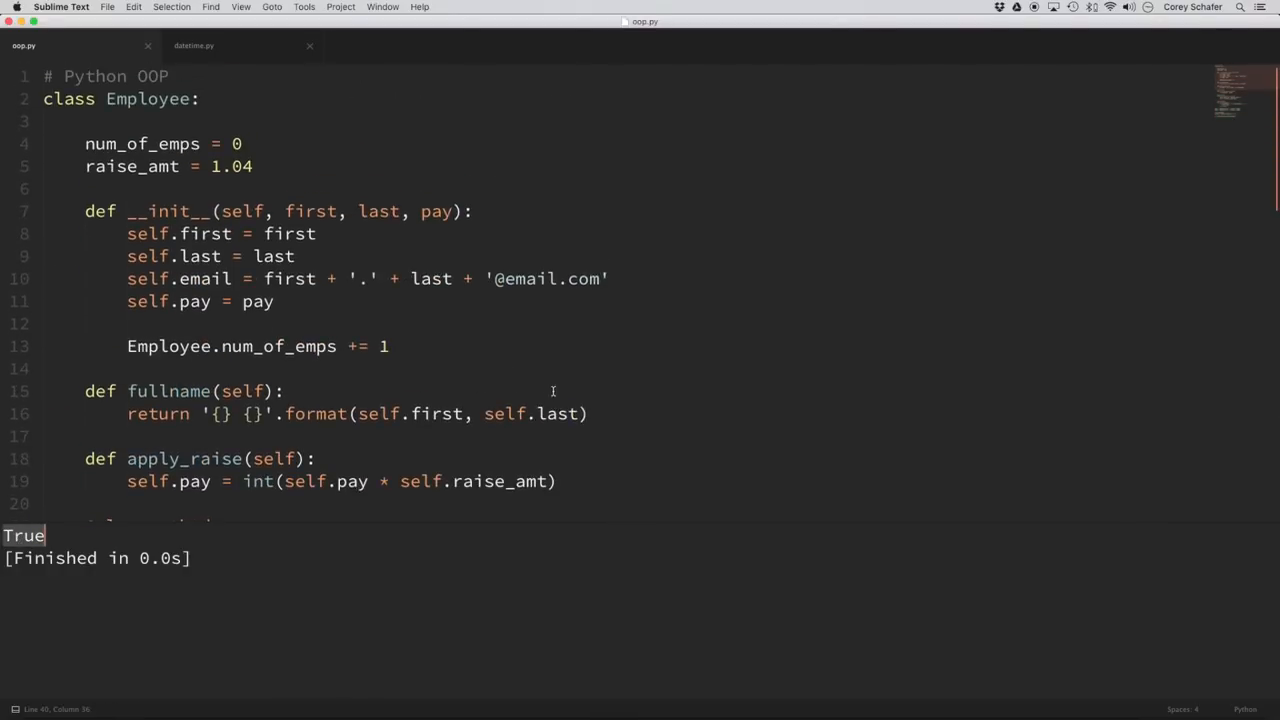 Sublime Text File Edit Selection Find View Goto Tools Project Window Help Corey Schafer
oop.py
oop.py datetime.py
1 # Python OOP
2 class Employee:
3
4     num_of_emps = 0
5     raise_amt = 1.04
6
7     def __init__(self, first, last, pay):
8         self.first = first
9         self.last = last
10         self.email = first + '.' + last + '@email.com'
11         self.pay = pay
12
13         Employee.num_of_emps += 1
14
15     def fullname(self):
16         return '{} {}'.format(self.first, self.last)
17
18     def apply_raise(self):
19         self.pay = int(self.pay * self.raise_amt)
20
True
[Finished in 0.0s]
Line 40, Column 36 Spaces: 4 Python